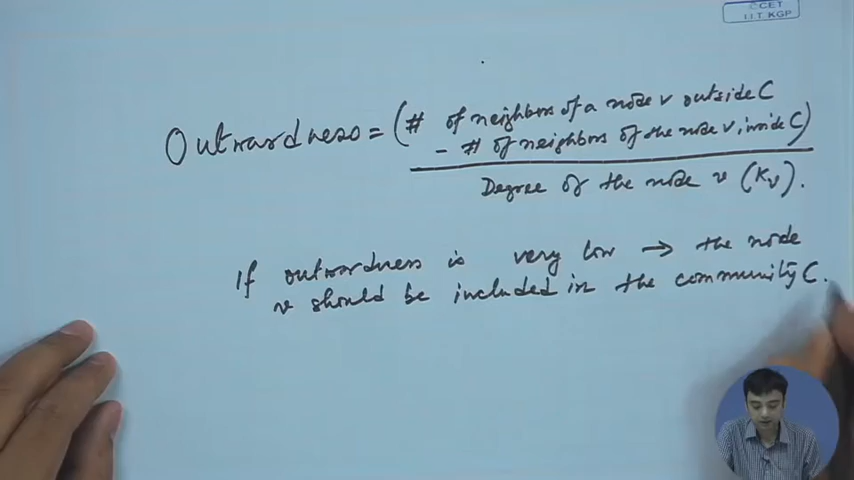 ©CET
I.I.T. KGP
Outwardness = (# of neighbors of a node v outside C
- # of neighbors of the node v, inside C)
Degree of the node v (Kv).
If outwardness is very low → the node
v should be included in the community C.